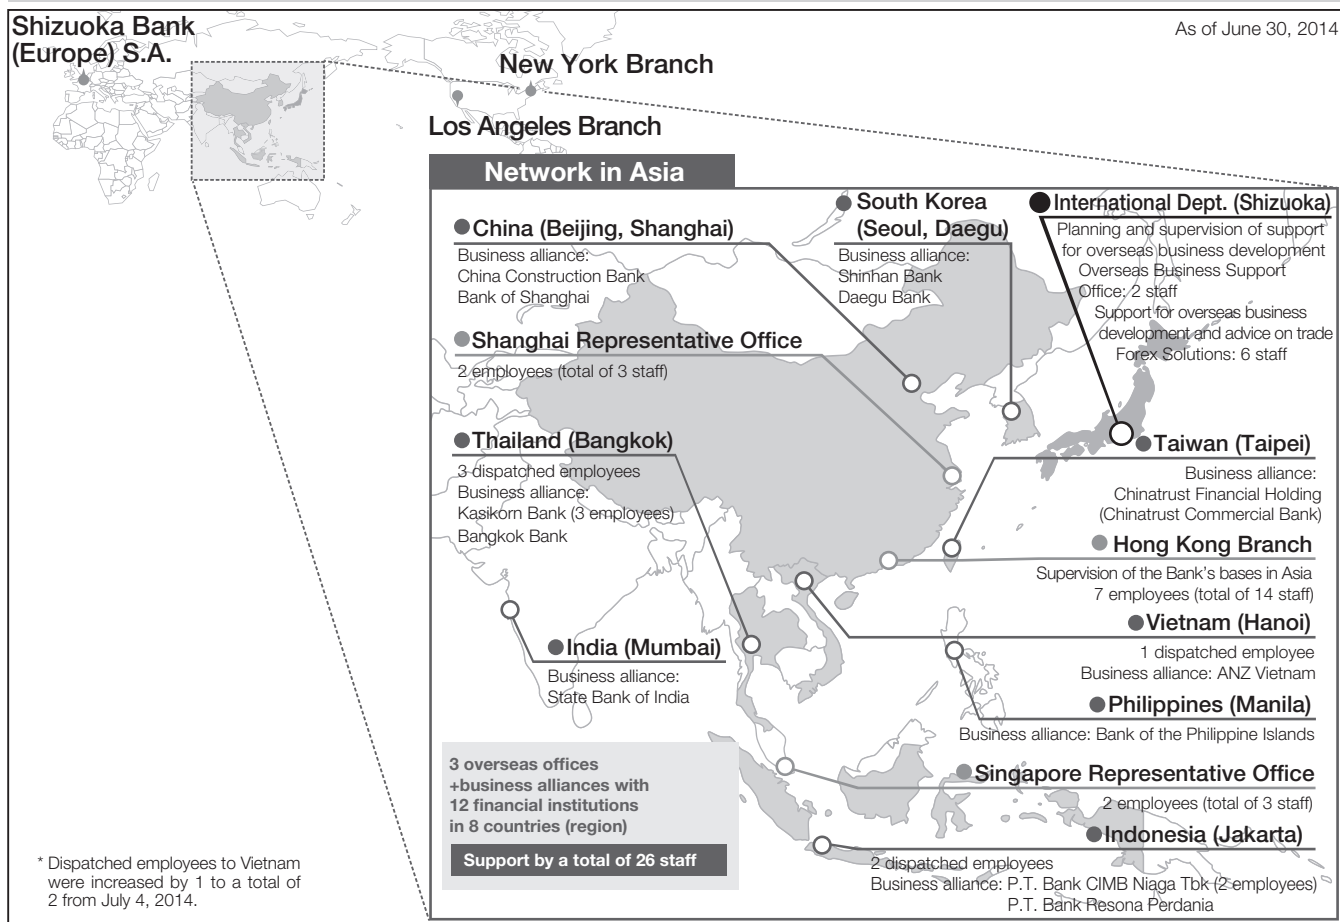 Shizuoka Bank
(Europe) S.A.
As of June 30, 2014
New York Branch
Los Angeles Branch
Network in Asia
China (Beijing, Shanghai)
Business alliance:
China Construction Bank
Bank of Shanghai
South Korea
(Seoul, Daegu)
Business alliance:
Shinhan Bank
Daegu Bank
International Dept. (Shizuoka)
Planning and supervision of support
for overseas business development
Overseas Business Support
Office: 2 staff
Support for overseas business
development and advice on trade
Forex Solutions: 6 staff
Shanghai Representative Office
2 employees (total of 3 staff)
Thailand (Bangkok)
3 dispatched employees
Business alliance:
Kasikorn Bank (3 employees)
Bangkok Bank
Taiwan (Taipei)
Business alliance:
Chinatrust Financial Holding
(Chinatrust Commercial Bank)
Hong Kong Branch
Supervision of the Bank's bases in Asia
7 employees (total of 14 staff)
India (Mumbai)
Business alliance:
State Bank of India
Vietnam (Hanoi)
1 dispatched employee
Business alliance: ANZ Vietnam
Philippines (Manila)
Business alliance: Bank of the Philippine Islands
Singapore Representative Office
2 employees (total of 3 staff)
Indonesia (Jakarta)
2 dispatched employees
Business alliance: P.T. Bank CIMB Niaga Tbk (2 employees)
P.T. Bank Resona Perdania
3 overseas offices
+business alliances with
12 financial institutions
in 8 countries (region)
Support by a total of 26 staff
* Dispatched employees to Vietnam
were increased by 1 to a total of
2 from July 4, 2014.